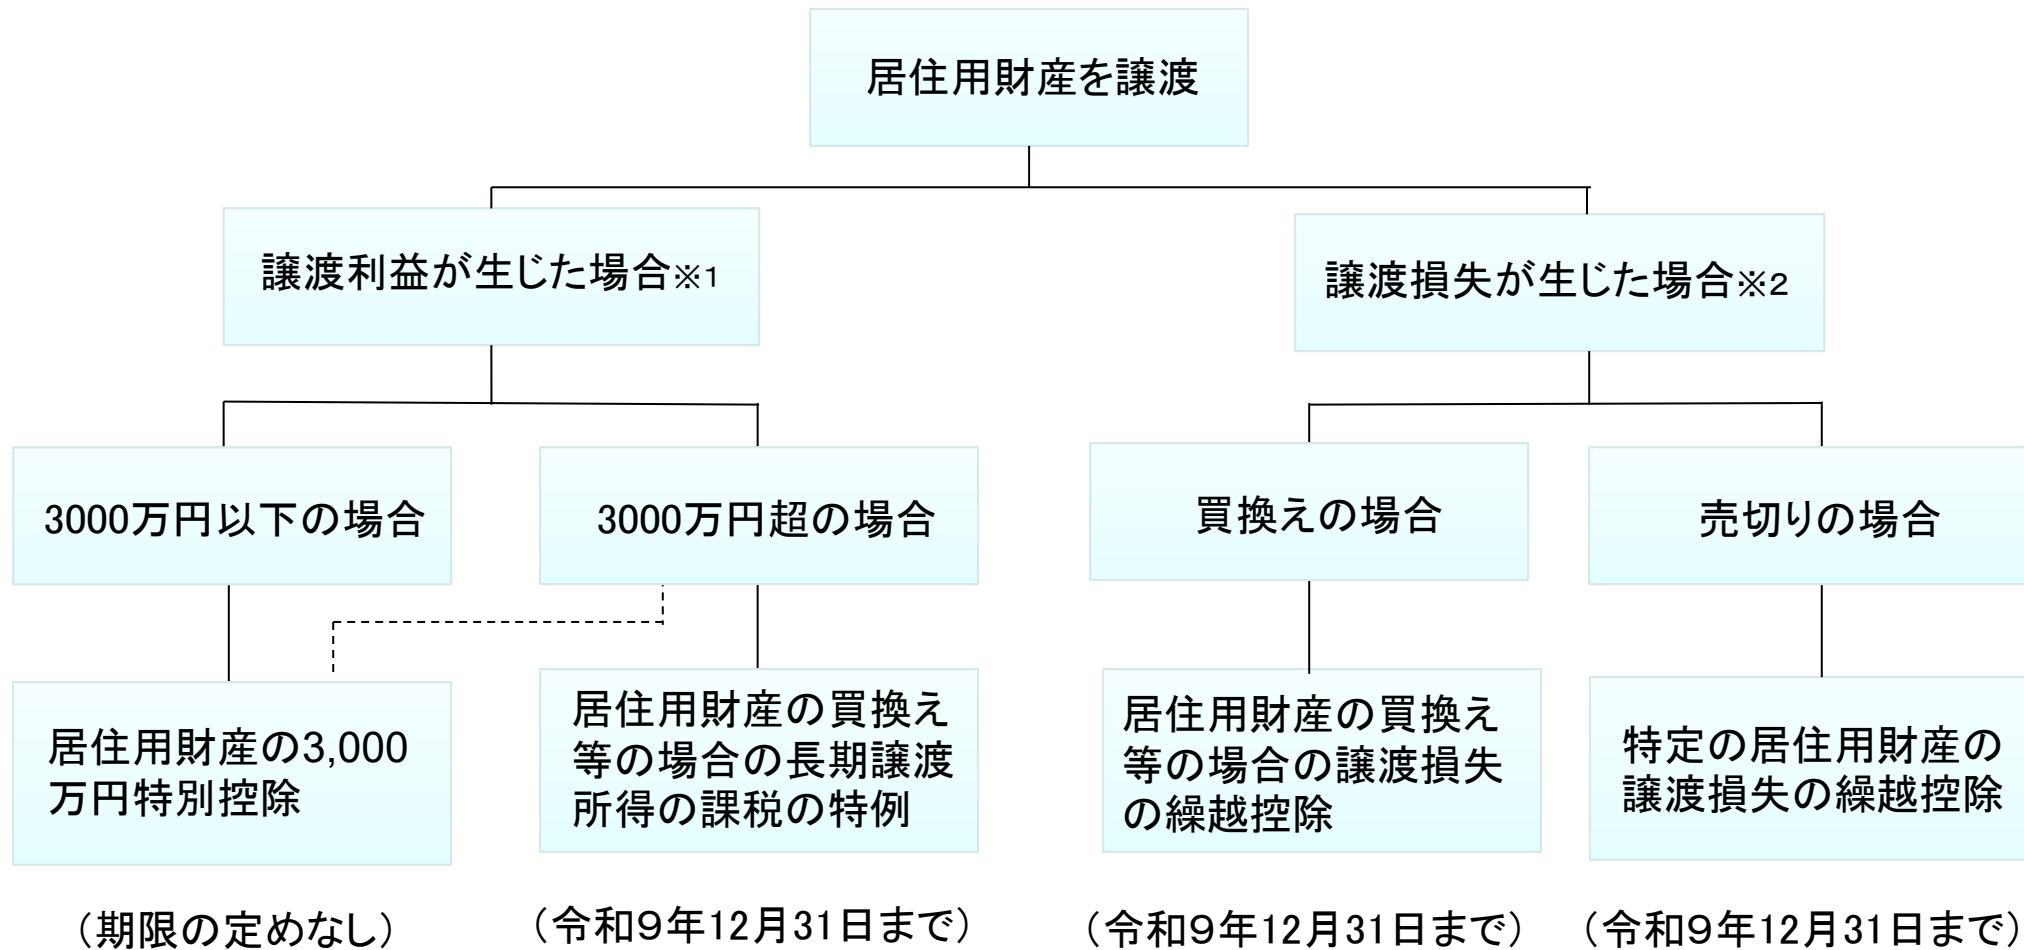 居住用財産を譲渡
譲渡利益が生じた場合※1
譲渡損失が生じた場合※2
3000万円以下の場合
3000万円超の場合
買換えの場合
売切りの場合
居住用財産の3,000
万円特別控除
居住用財産の買換え
等の場合の長期譲渡
所得の課税の特例
居住用財産の買換え
等の場合の譲渡損失
の繰越控除
特定の居住用財産の
譲渡損失の繰越控除
（期限の定めなし）
（令和９年12月31日まで）
（令和９年12月31日まで）
（令和９年12月31日まで）